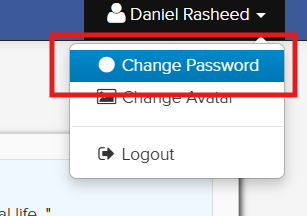 Daniel Rasheed
Change Password
Change Avatar
Logout
al life. "